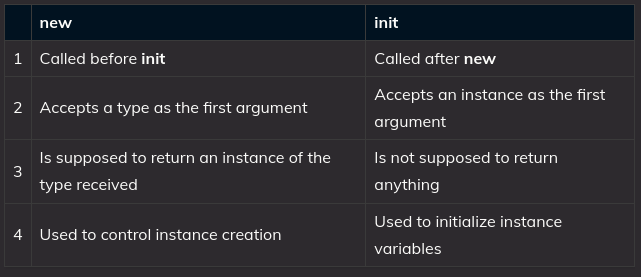 new init
1 Called before init Called after new
2 Accepts a type as the first argument Accepts an instance as the first
argument
3 Is supposed to return an instance of the Is not supposed to return
type received anything
4 Used to control instance creation Used to initialize instance
variables